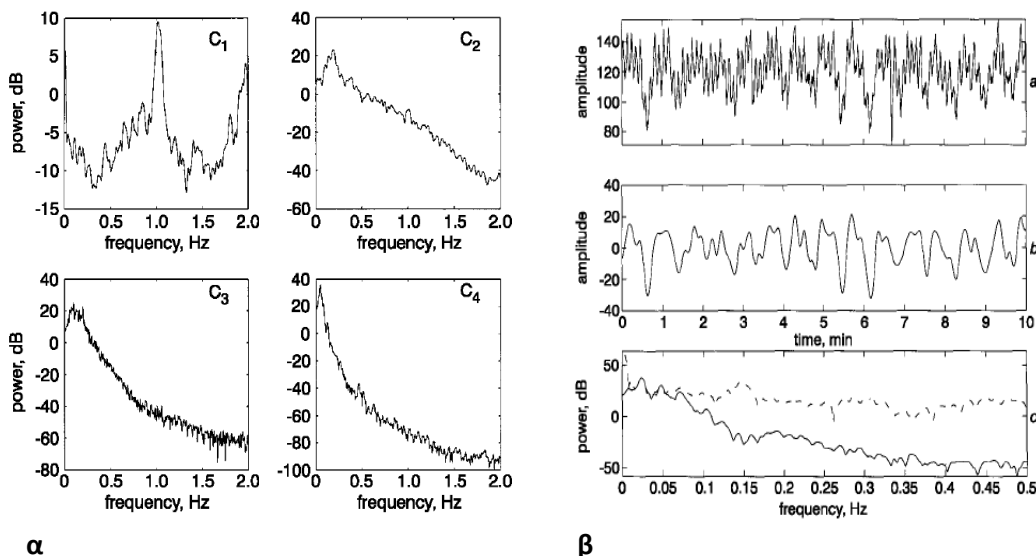 C1
power, dB
10
5
0
-5
-10
-15
0 0.5 1.0 1.5 2.0
frequency, Hz
C2
40
20
0
-20
-40
-60
0 0.5 1.0 1.5 2.0
frequency, Hz
C3
power, dB
40
20
0
-20
-40
-60
-80
0 0.5 1.0 1.5 2.0
frequency, Hz
C4
40
20
0
-20
-40
-60
-80
-100
0 0.5 1.0 1.5 2.0
frequency, Hz
α
amplitude
140
120
100
80
a
amplitude
40
20
0
-20
-40
b
0 1 2 3 4 5 6 7 8 9 10
time, min
power, dB
50
0
-50
0 0.05 0.1 0.15 0.2 0.25 0.3 0.35 0.4 0.45 0.5
frequency, Hz
β